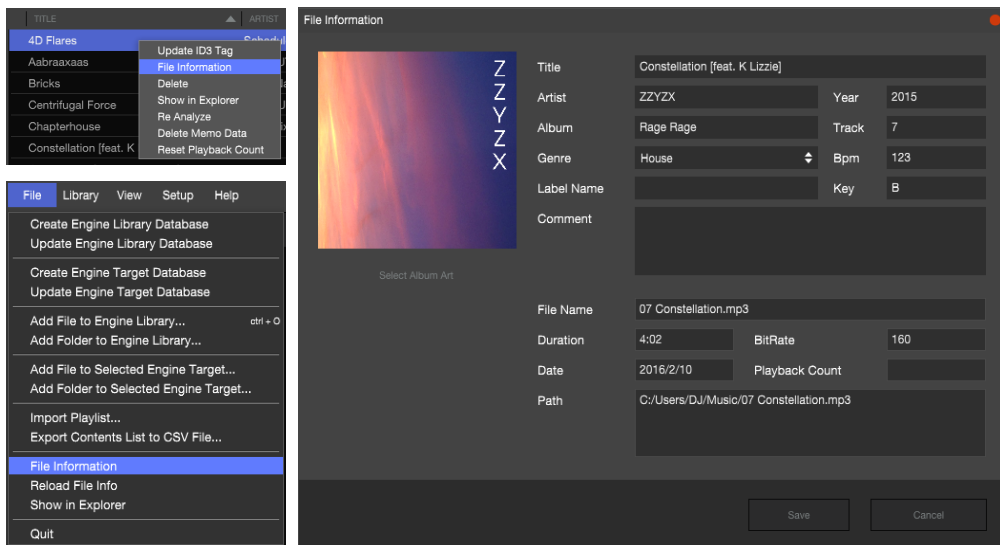 TITLE
ARTIST
4D Flares
Aabraaxaas
Bricks
Centrifugal Force
Chapterhouse
Constellation [feat. K
Update ID3 Tag
File Information
Delete
Show in Explorer
Re Analyze
Delete Memo Data
Reset Playback Count
File Library View Setup Help
Create Engine Library Database
Update Engine Library Database
Create Engine Target Database
Update Engine Target Database
Add File to Engine Library... ctrl + O
Add Folder to Engine Library...
Add File to Selected Engine Target...
Add Folder to Selected Engine Target...
Import Playlist...
Export Contents List to CSV File...
File Information
Reload File Info
Show in Explorer
Quit
File Information
ZZYZX
Select Album Art
Title Constellation [feat. K Lizzie]
Artist ZZYZX Year 2015
Album Rage Rage Track 7
Genre House Bpm 123
Label Name Key B
Comment
File Name 07 Constellation.mp3
Duration 4:02 BitRate 160
Date 2016/2/10 Playback Count
Path C:/Users/DJ/Music/07 Constellation.mp3
Save Cancel